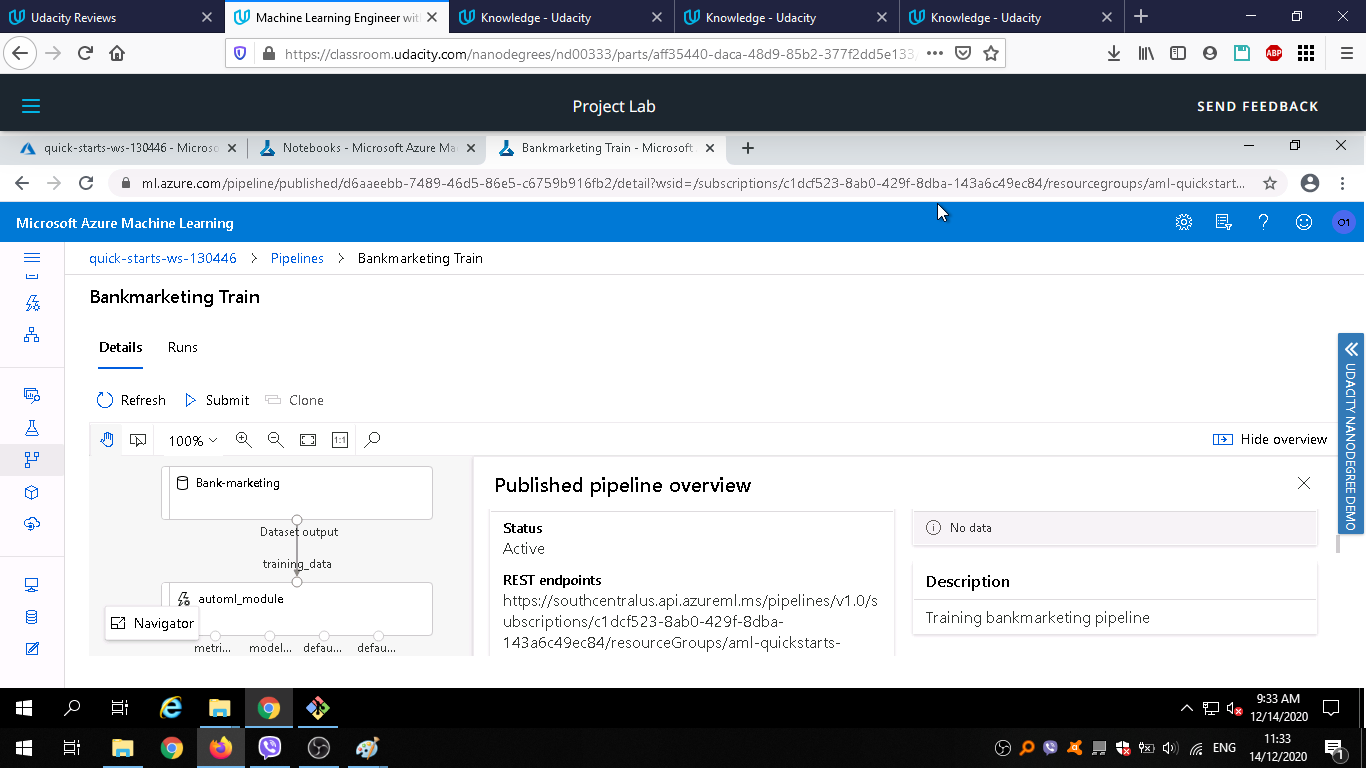 Udacity Reviews
Machine Learning Engineer with
Knowledge - Udacity
Knowledge - Udacity
Knowledge - Udacity
https://classroom.udacity.com/nanodegrees/nd00333/parts/aff35440-daca-48d9-85b2-377f2dd5e133
ABP
Project Lab
SEND FEEDBACK
quick-starts-ws-130446 - Microso
Notebooks - Microsoft Azure Ma
Bankmarketing Train - Microsoft
ml.azure.com/pipeline/published/d6aaeebb-7489-46d5-86e5-c6759b916fb2/detail?wsid=/subscriptions/c1dcf523-8ab0-429f-8dba-143a6c49ec84/resourcegroups/aml-quickstart...
Microsoft Azure Machine Learning
O1
quick-starts-ws-130446 > Pipelines > Bankmarketing Train
Bankmarketing Train
Details
Runs
Refresh
Submit
Clone
100%
1:1
Hide overview
UDACITY NANODEGREE DEMO
Bank-marketing
Dataset output
training_data
automl_module
Navigator
metri...
model...
defau...
defau...
Published pipeline overview
Status
Active
REST endpoints
https://southcentralus.api.azureml.ms/pipelines/v1.0/s
ubscriptions/c1dcf523-8ab0-429f-8dba-
143a6c49ec84/resourceGroups/aml-quickstarts-
No data
Description
Training bankmarketing pipeline
9:33 AM
12/14/2020
ENG
11:33
14/12/2020
1